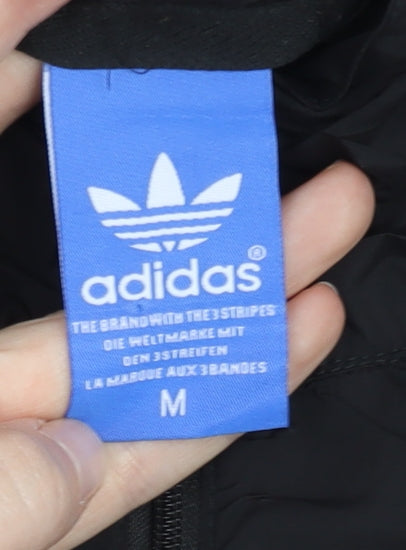 adidas®
THE BRAND WITH THE 3 STRIPES
DIE WELTMARKE MIT
DEN 3 STREIFEN
LA MARQUE AUX 3 BANDES
M